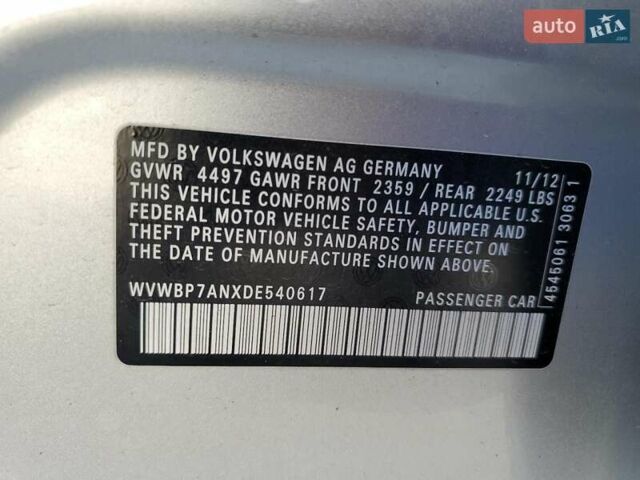 auto RIA.com
MFD BY VOLKSWAGEN AG GERMANY 11/12
GVWR 4497 GAWR FRONT 2359 / REAR 2249 LBS
THIS VEHICLE CONFORMS TO ALL APPLICABLE U.S.
FEDERAL MOTOR VEHICLE SAFETY, BUMPER AND
THEFT PREVENTION STANDARDS IN EFFECT ON
THE DATE OF MANUFACTURE SHOWN ABOVE.
WVWBP7ANXDE540617 PASSENGER CAR
4545061 3063 1